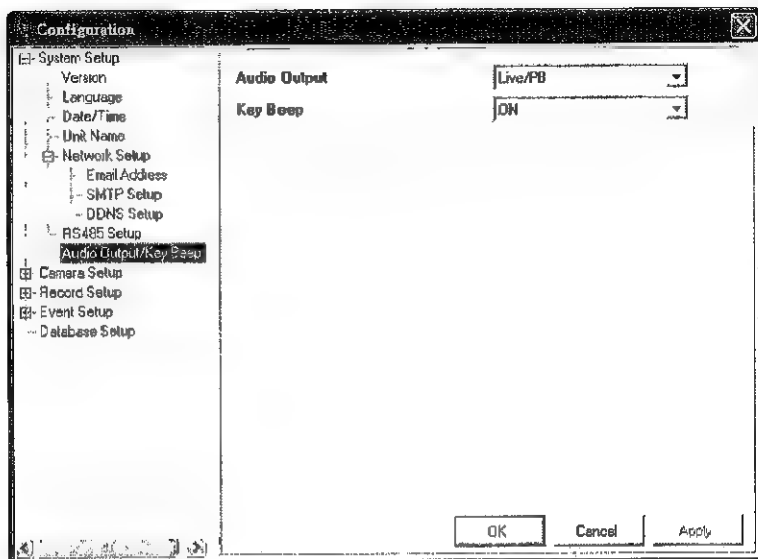 Configuration
System Setup
Version
Language
Date/Time
Unit Name
Network Setup
Email Address
SMTP Setup
DDNS Setup
RS485 Setup
Audio Output/Key Beep
Camera Setup
Record Setup
Event Setup
Database Setup
Audio Output Live/PB
Key Beep ON
OK Cancel Apply